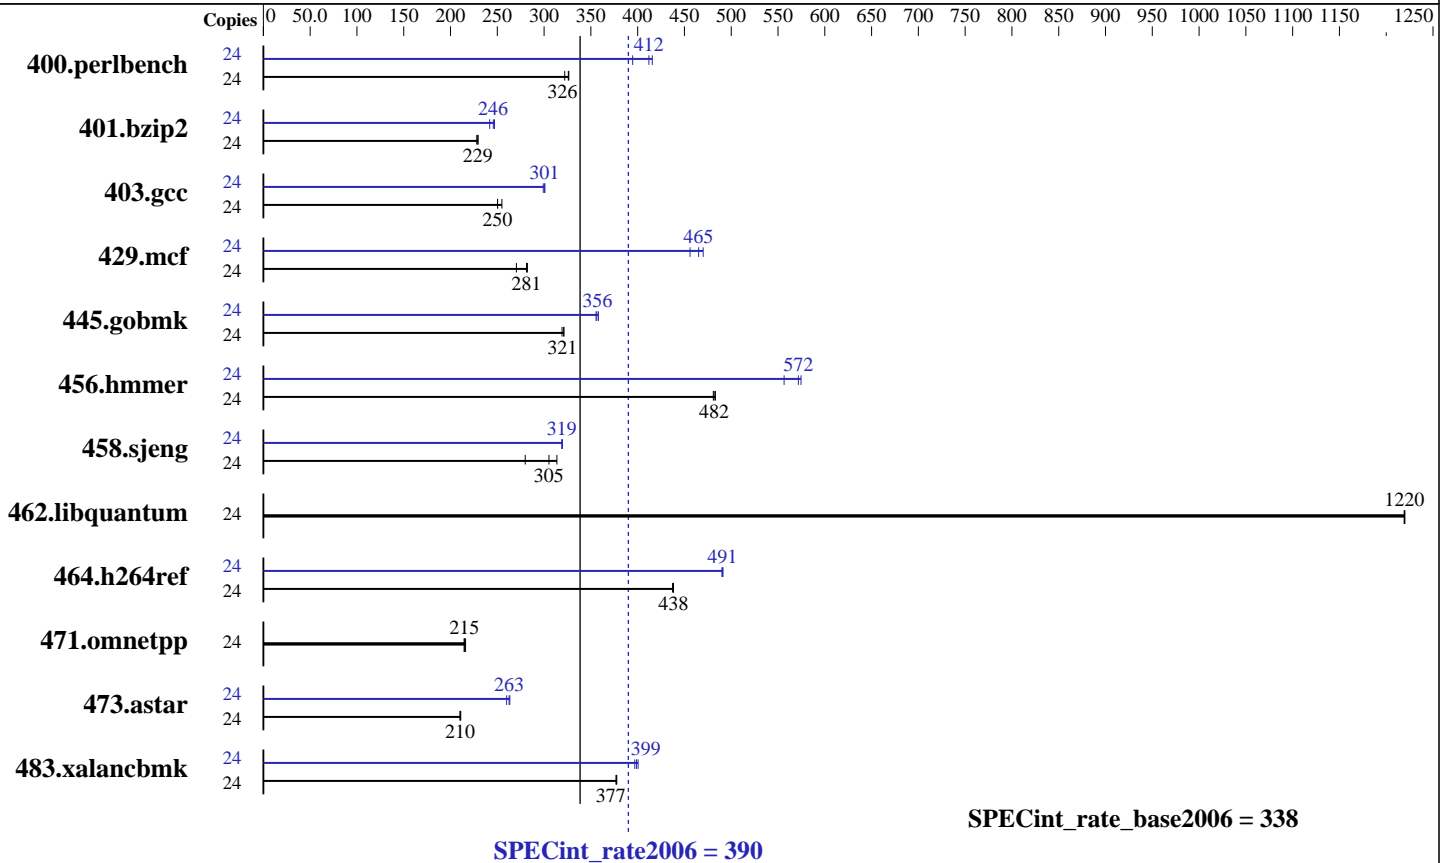 Copies 0 50.0 100 150 200 250 300 350 400 450 500 550 600 650 700 750 800 850 900 950 1000 1050 1100 1150 1250
400.perlbench 24 412
24 326
401.bzip2 24 246
24 229
403.gcc 24 301
24 250
429.mcf 24 465
24 281
445.gobmk 24 356
24 321
456.hmmer 24 572
24 482
458.sjeng 24 319
24 305
462.libquantum 24 1220
464.h264ref 24 491
24 438
471.omnetpp 24 215
473.astar 24 263
24 210
483.xalancbmk 24 399
24 377
SPECint_rate_base2006 = 338
SPECint_rate2006 = 390